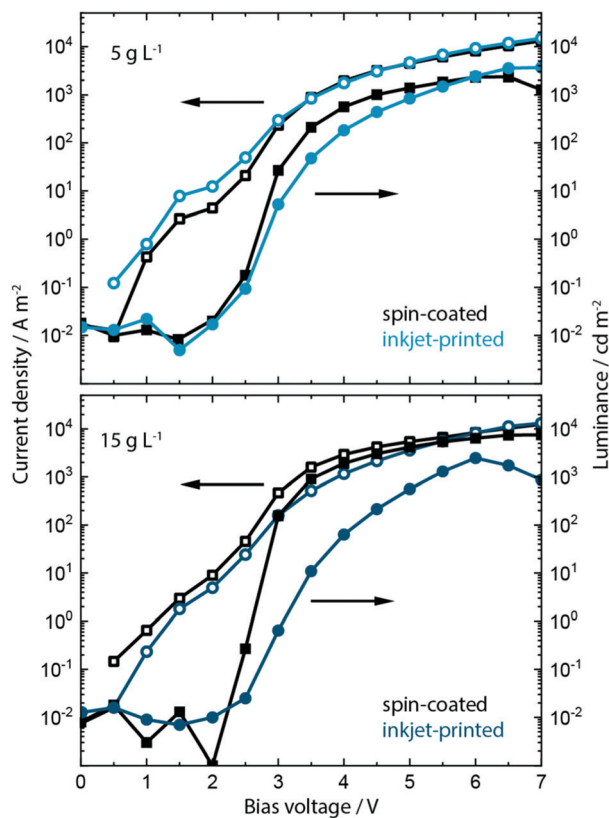 Current density / A m⁻²
Luminance / cd m⁻²
5 g L⁻¹
10⁴
10³
10²
10¹
10⁰
10⁻¹
10⁻²
10⁴
10³
10²
10¹
10⁰
10⁻¹
10⁻²
spin-coated
inkjet-printed
15 g L⁻¹
10⁴
10³
10²
10¹
10⁰
10⁻¹
10⁻²
10⁴
10³
10²
10¹
10⁰
10⁻¹
10⁻²
spin-coated
inkjet-printed
0 1 2 3 4 5 6 7
Bias voltage / V